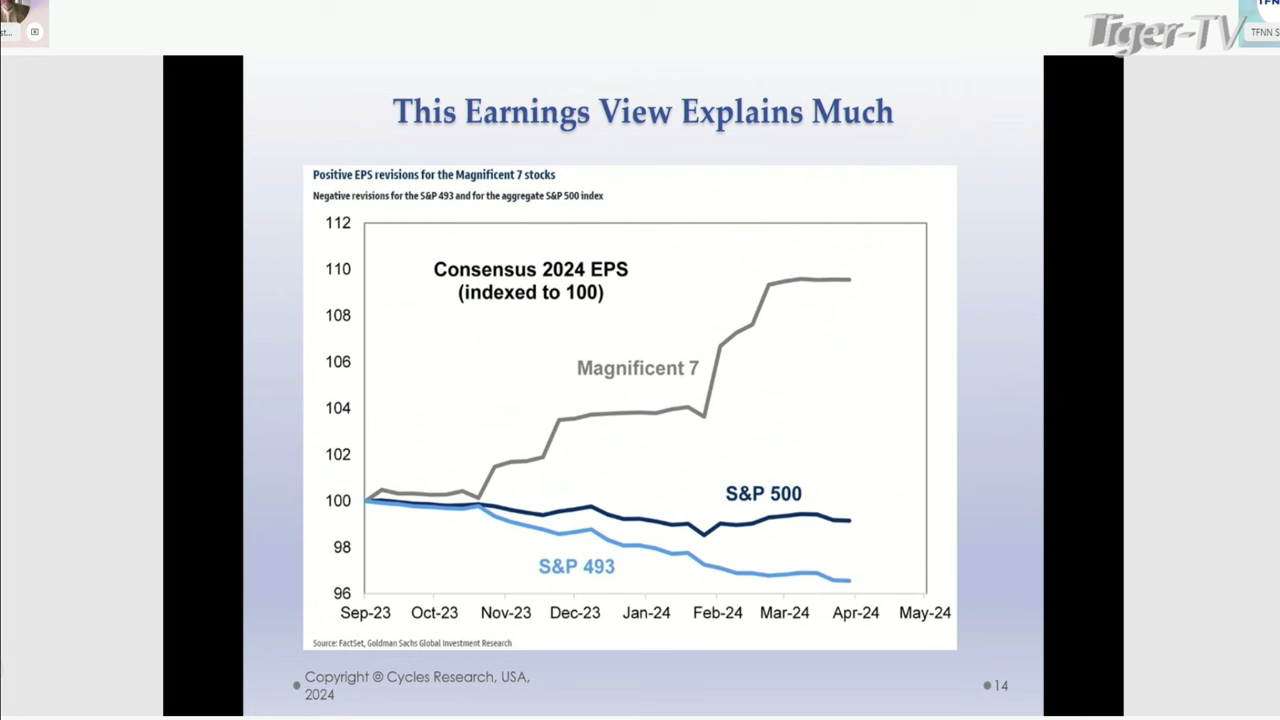 st...
Tiger-TV
TFNN
TFNN S
This Earnings View Explains Much
Positive EPS revisions for the Magnificent 7 stocks
Negative revisions for the S&P 493 and for the aggregate S&P 500 index
112
110
108
106
104
102
100
98
96
Consensus 2024 EPS
(indexed to 100)
Magnificent 7
S&P 500
S&P 493
Sep-23 Oct-23 Nov-23 Dec-23 Jan-24 Feb-24 Mar-24 Apr-24 May-24
Source: FactSet, Goldman Sachs Global Investment Research
Copyright © Cycles Research, USA,
2024
14